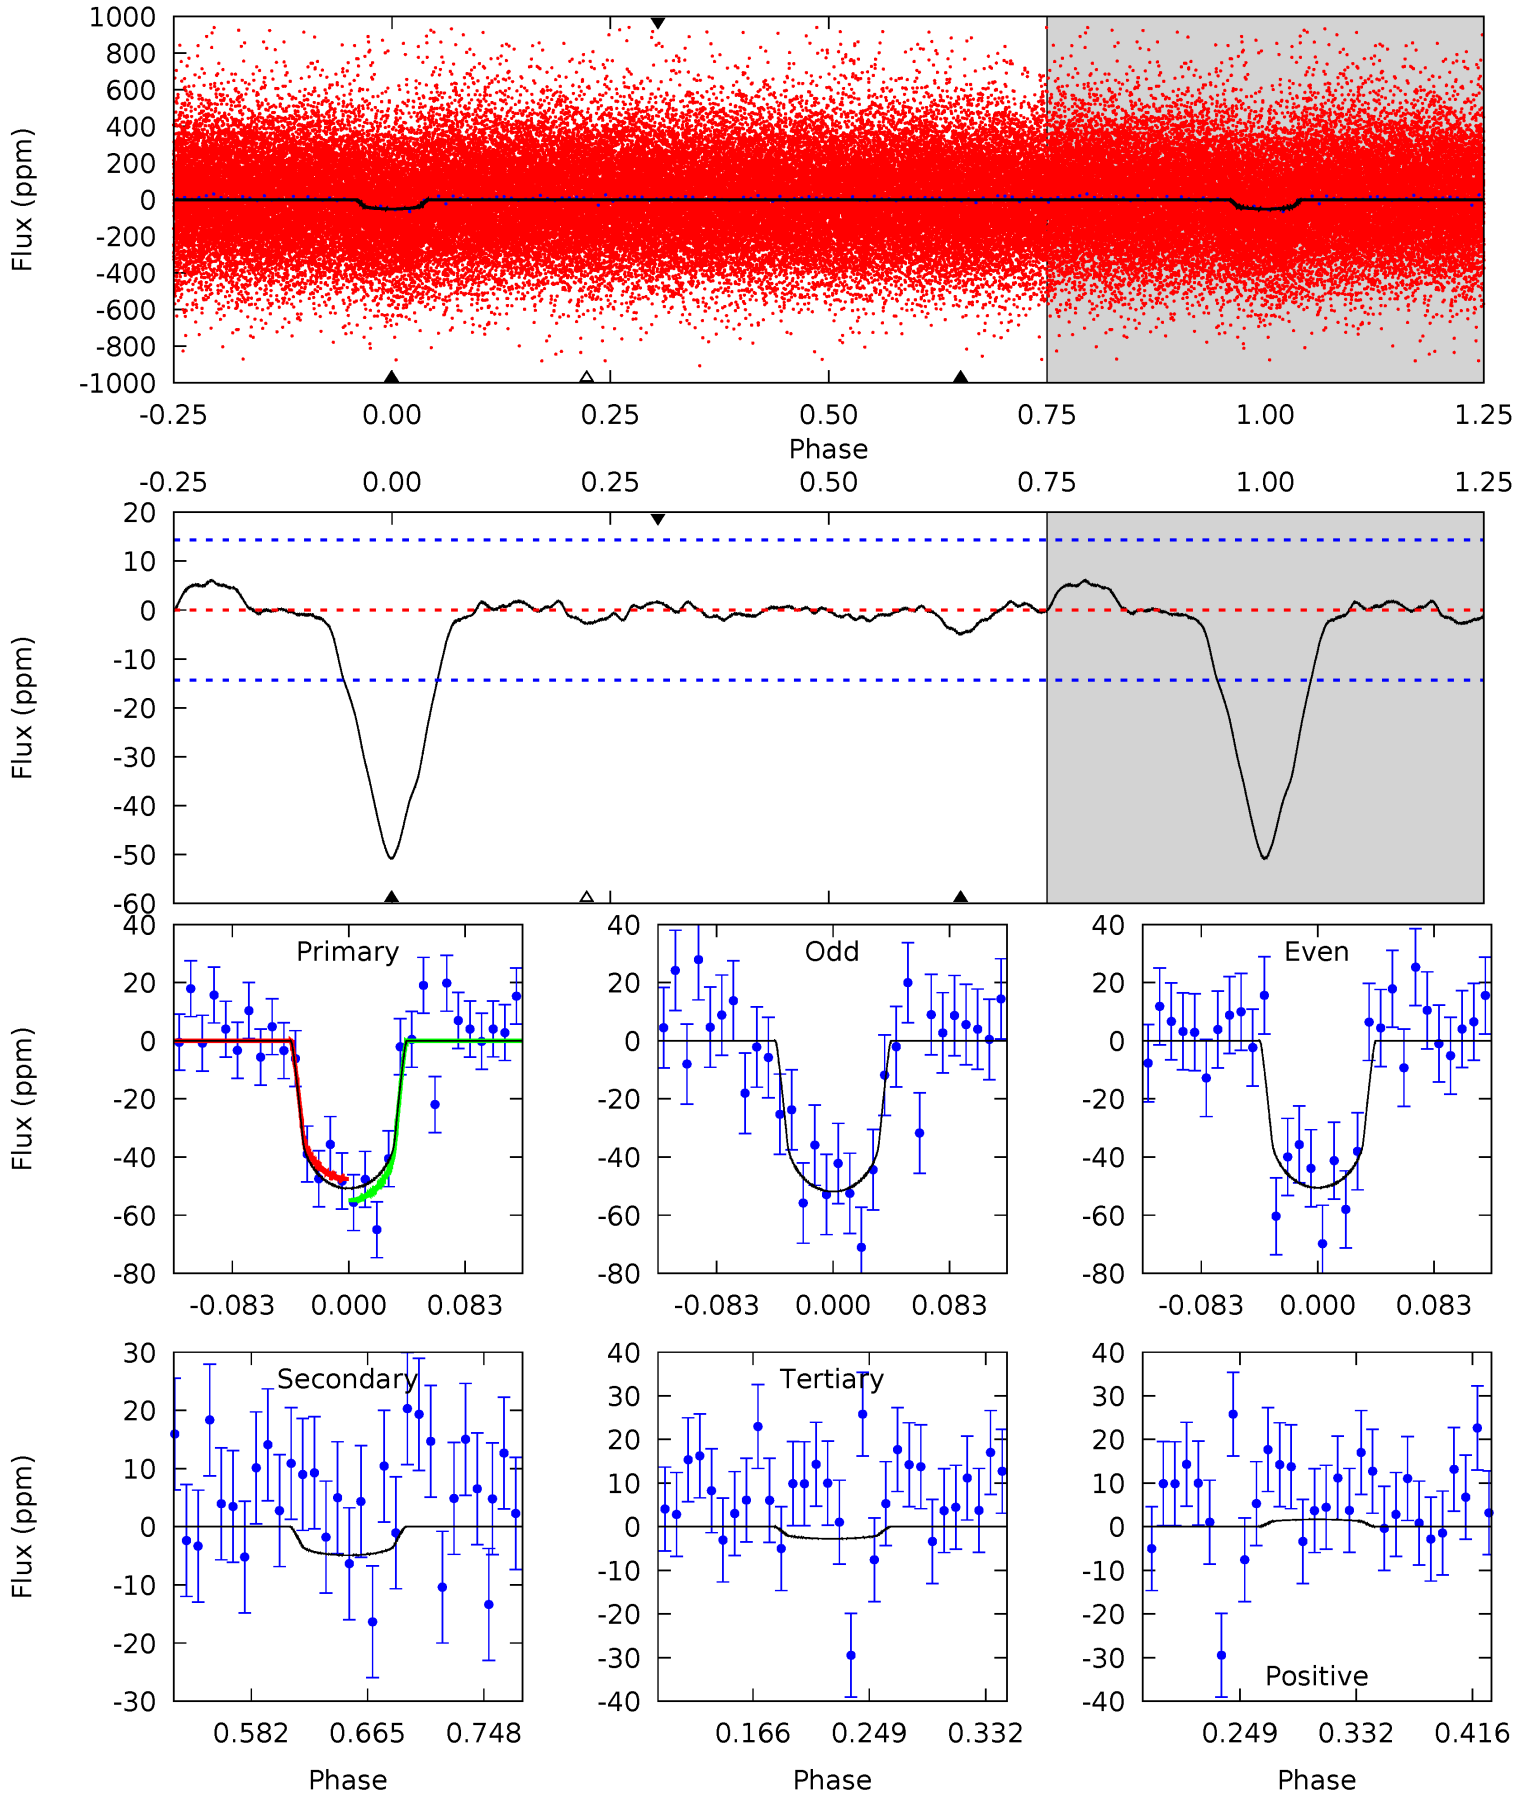 1000
800
600
400
200
0
-200
-400
-600
-800
-1000
Flux (ppm)
-0.25 0.00 0.25 0.50 0.75 1.00 1.25
Phase
-0.25 0.00 0.25 0.50 0.75 1.00 1.25
20
10
0
-10
-20
-30
-40
-50
-60
Flux (ppm)
Primary Odd Even
40 40 40
20 20 20
0 0 0
-20 -20 -20
-40 -40 -40
-60 -60 -60
-80 -80 -80
Flux (ppm)
-0.083 0.000 0.083 -0.083 0.000 0.083 -0.083 0.000 0.083
Secondary Tertiary
30 40 40
20 30 30
10 20 20
0 10 10
-10 0 0
-20 -10 -10
-30 -20 -20
-30 -30
-40 -40
Positive
Flux (ppm)
0.582 0.665 0.748 0.166 0.249 0.332 0.249 0.332 0.416
Phase Phase Phase